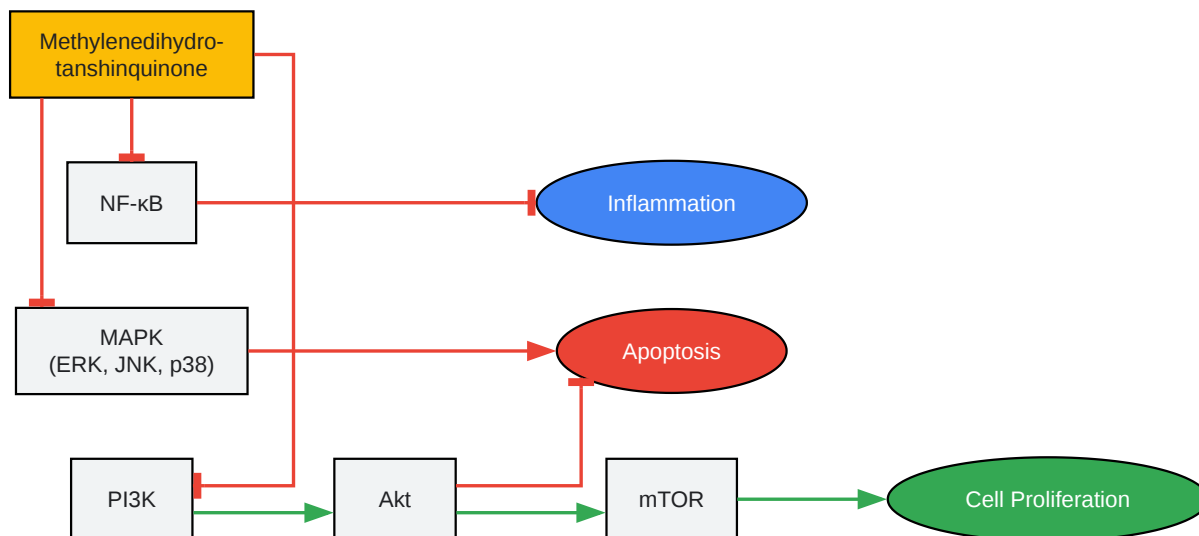 Methylenedihydro-
tanshinquinone
NF-κB
Inflammation
MAPK
(ERK, JNK, p38)
Apoptosis
PI3K
Akt
mTOR
Cell Proliferation